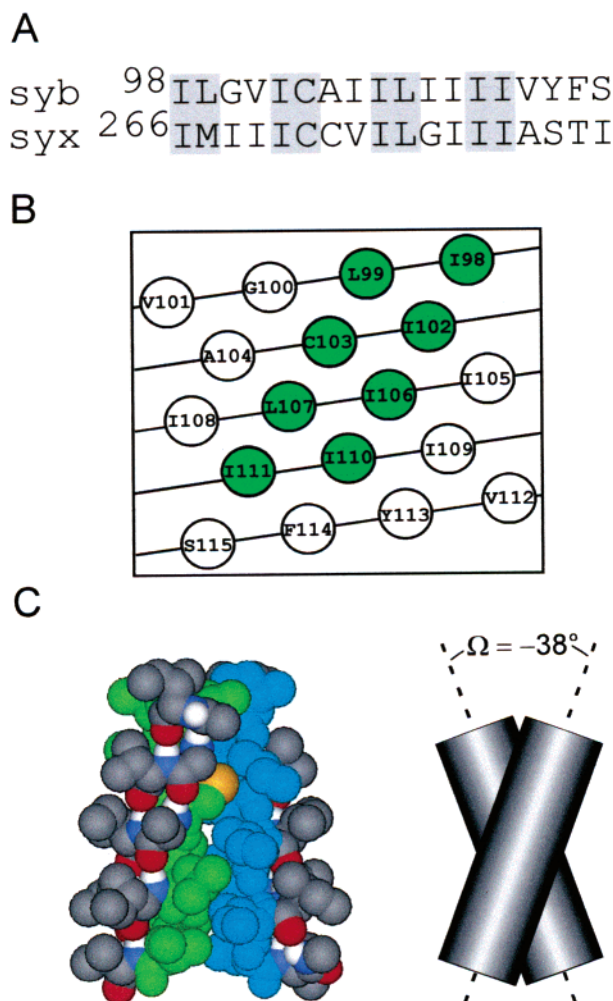 A
syb 98 ILGVICAIILIIIIVYFS
syx 266 IMIIICCVILGIIIASTI
B
V101 G100 L99 I98
A104 C103 I102
I108 L107 I106 I105
I111 I110 I109
S115 F114 Y113 V112
C
Ω = −38°